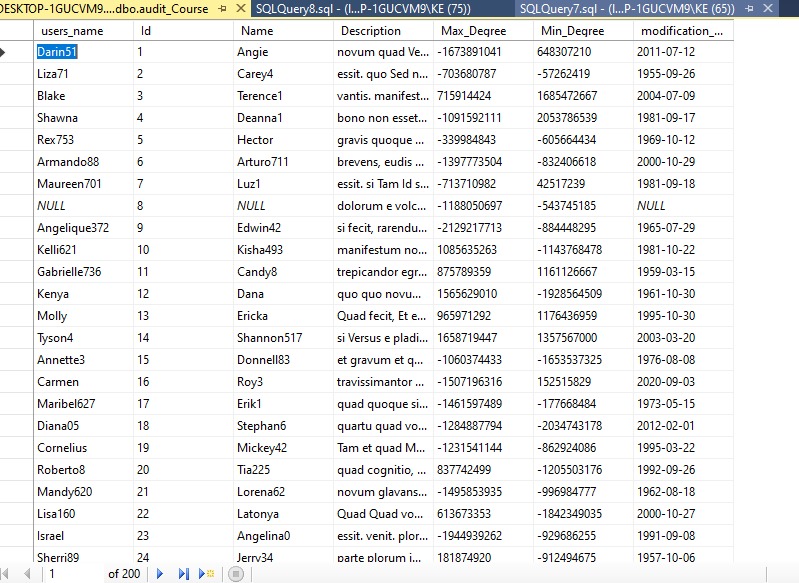 DESKTOP-1GUCVM9....dbo.audit_Course SQLQuery8.sql - (l...P-1GUCVM9\KE (75)) SQLQuery7.sql - (l...P-1GUCVM9\KE (65))
users_name Id Name Description Max_Degree Min_Degree modification_...
Darin51 1 Angie novum quad Ve... -1673891041 648307210 2011-07-12
Liza71 2 Carey4 essit. quo Sed n... -703680787 -57262419 1955-09-26
Blake 3 Terence1 vantis. manifest... 715914424 1685472667 2004-07-09
Shawna 4 Deanna1 bono non esset... -1091592111 2053786539 1981-09-17
Rex753 5 Hector gravis quoque ... -339984843 -605664434 1969-10-12
Armando88 6 Arturo711 brevens, eudis ... -1397773504 -832406618 2000-10-29
Maureen701 7 Luz1 essit. si Tam Id s... -713710982 42517239 1981-09-18
NULL 8 NULL dolorum e volc... -1188050697 -543745185 NULL
Angelique372 9 Edwin42 si fecit, rarendu... -2129217713 -884448295 1965-07-29
Kelli621 10 Kisha493 manifestum no... 1085635263 -1143768478 1981-10-22
Gabrielle736 11 Candy8 trepicandor egr... 875789359 1161126667 1959-03-15
Kenya 12 Dana quo quo novu... 1565629010 -1928564509 1961-10-30
Molly 13 Ericka Quad fecit, Et e... 965971292 1176436959 1995-10-30
Tyson4 14 Shannon517 si Versus e pladi... 1658719447 1357567000 2003-03-20
Annette3 15 Donnell83 et gravum et q... -1060374433 -1653537325 1976-08-08
Carmen 16 Roy3 travissimantor ... -1507196316 152515829 2020-09-03
Maribel627 17 Erik1 quad quoque si... -1461597489 -177668484 1973-05-15
Diana05 18 Stephan6 quartu quad vo... -1284887794 -2034743178 2012-02-01
Cornelius 19 Mickey42 Tam et quad M... -1231541144 -862924086 1995-03-22
Roberto8 20 Tia225 quad cognitio, ... 837742499 -1205503176 1992-09-26
Mandy620 21 Lorena62 novum glavans... -1495853935 -996984777 1962-08-18
Lisa160 22 Latonya Quad Quad vo... 613673353 -1842349035 2000-10-27
Israel 23 Angelina0 essit. venit. plor... -1944939262 -929686255 1991-09-08
Sherri89 24 Jerry34 parte plorum i... 181874920 -912494675 1957-10-06
1 of 200